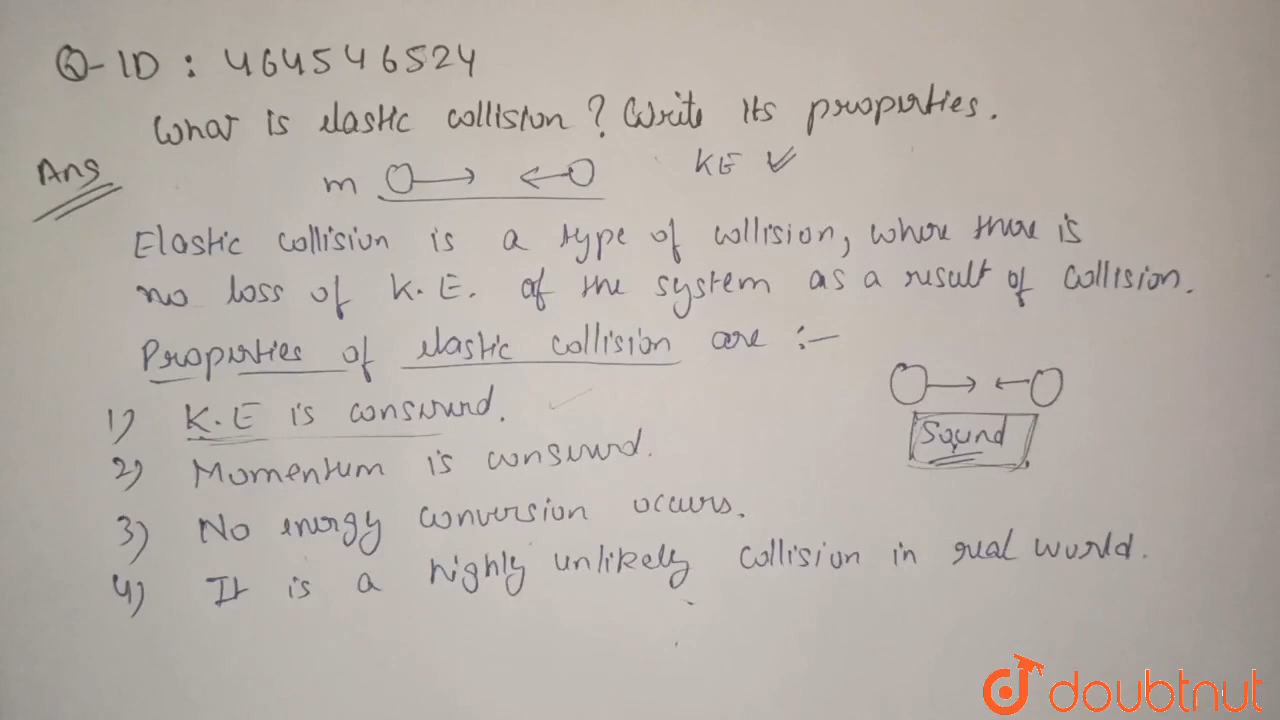 Q-ID : 464546524
What is elastic collision? Write its properties.
Ans
m
KE
Elastic collision is a type of collision, where there is
no loss of K.E. of the system as a result of collision.
Properties of elastic collision are :-
1) K.E is conserved.
Sound
2) Momentum is conserved.
3) No energy conversion occurs.
4) It is a highly unlikely collision in real world.
doubtnut